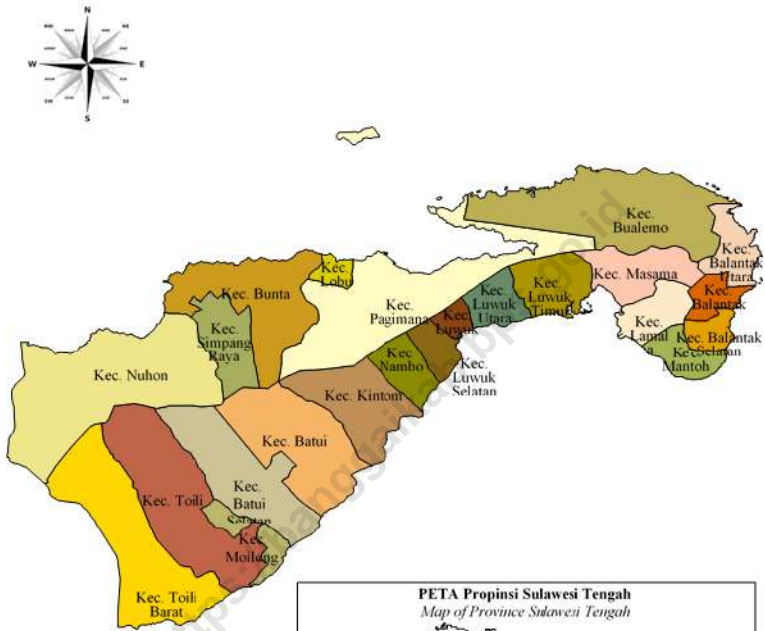 N
W
E
S
Kec.
Bualemo
Kec.
Balantak
Utara
Kec.
Lobu
Kec. Masama
Kec. Bunta
Kec.
Luwuk
Utara
Kec.
Luwuk
Timur
Kec.
Balantak
Kec.
Pagimana
Kec.
Luwuk
Kec.
Simpang
Raya
Kec.
Lamal
Kec. Balantak
Selatan
Kec.
Mantoh
Kec
Nambo
Kec.
Luwuk
Selatan
Kec. Nuhon
Kec. Kintom
Kec. Batui
Kec. Toili
Kec.
Batui
Selatan
Kec.
Moilong
Kec. Toili
Barat
PETA Propinsi Sulawesi Tengah
Map of Province Sulawesi Tengah